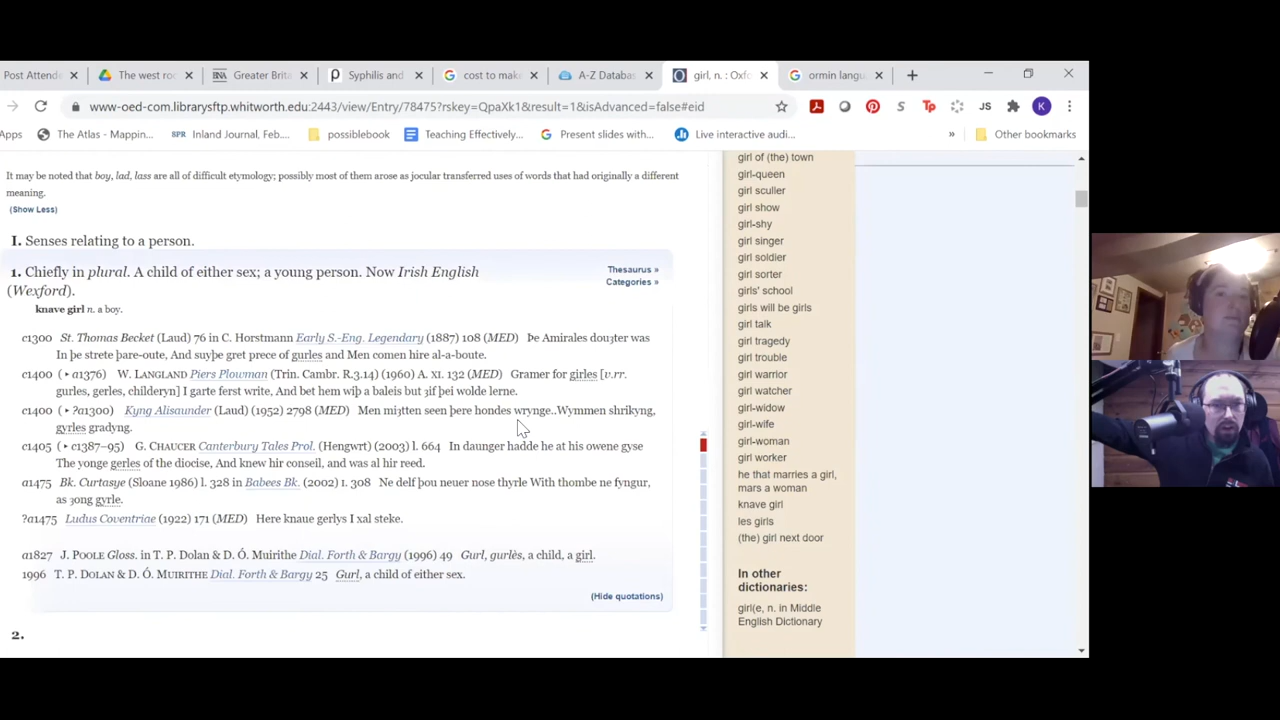 Post Attend
The west roo
BNA
Greater Brita
Syphilis and
cost to make
A-Z Databas
girl, n. : Oxfo
ormin langu
www-oed-com.librarysftp.whitworth.edu:2443/view/Entry/78475?rskey=QpaXk1&result=1&isAdvanced=false#eid
Apps
The Atlas - Mappin...
SPR Inland Journal, Feb....
possiblebook
Teaching Effectively...
Present slides with...
Live interactive audi...
»
Other bookmarks
It may be noted that boy, lad, lass are all of difficult etymology; possibly most of them arose as jocular transferred uses of words that had originally a different
meaning.
(Show Less)
I. Senses relating to a person.
1. Chiefly in plural. A child of either sex; a young person. Now Irish English
(Wexford).
Thesaurus »
Categories »
knave girl n. a boy.
c1300 St. Thomas Becket (Laud) 76 in C. Horstmann Early S.-Eng. Legendary (1887) 108 (MED) Þe Amirales douȝter was
In þe strete þare-oute, And suyþe gret prece of gurles and Men comen hire al-a-boute.
c1400 (▸a1376) W. LANGLAND Piers Plowman (Trin. Cambr. R.3.14) (1960) A. XI. 132 (MED) Gramer for girles [v.rr.
gurles, gerles, childeryn] I garte ferst write, And bet hem wiþ a baleis but ȝif þei wolde lerne.
c1400 (▸?a1300) Kyng Alisaunder (Laud) (1952) 2798 (MED) Men miȝtten seen þere hondes wrynge..Wymmen shrikyng,
gyrles gradyng.
c1405 (▸c1387–95) G. CHAUCER Canterbury Tales Prol. (Hengwrt) (2003) l. 664 In daunger hadde he at his owene gyse
The yonge gerles of the diocise, And knew hir conseil, and was al hir reed.
a1475 Bk. Curtasye (Sloane 1986) l. 328 in Babees Bk. (2002) I. 308 Ne delf þou neuer nose thyrle With thombe ne fyngur,
as ȝong gyrle.
?a1475 Ludus Coventriae (1922) 171 (MED) Here knaue gerlys I xal steke.
a1827 J. POOLE Gloss. in T. P. Dolan & D. Ó. Muirithe Dial. Forth & Bargy (1996) 49 Gurl, gurlès, a child, a girl.
1996 T. P. DOLAN & D. Ó. MUIRITHE Dial. Forth & Bargy 25 Gurl, a child of either sex.
(Hide quotations)
2.
girl of (the) town
girl-queen
girl sculler
girl show
girl-shy
girl singer
girl soldier
girl sorter
girls' school
girls will be girls
girl talk
girl tragedy
girl trouble
girl warrior
girl watcher
girl-widow
girl-wife
girl-woman
girl worker
he that marries a girl,
mars a woman
knave girl
les girls
(the) girl next door
In other
dictionaries:
girl(e, n. in Middle
English Dictionary